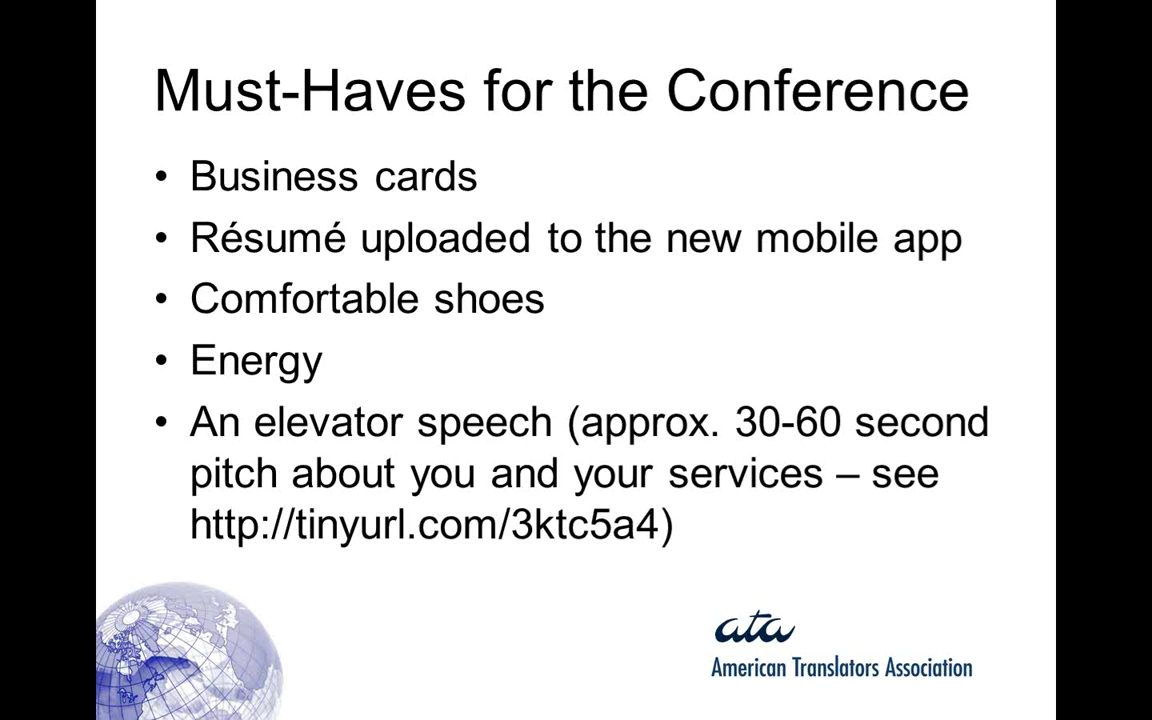 Must-Haves for the Conference
• Business cards
• Résumé uploaded to the new mobile app
• Comfortable shoes
• Energy
• An elevator speech (approx. 30-60 second
pitch about you and your services – see
http://tinyurl.com/3ktc5a4)
ata
American Translators Association